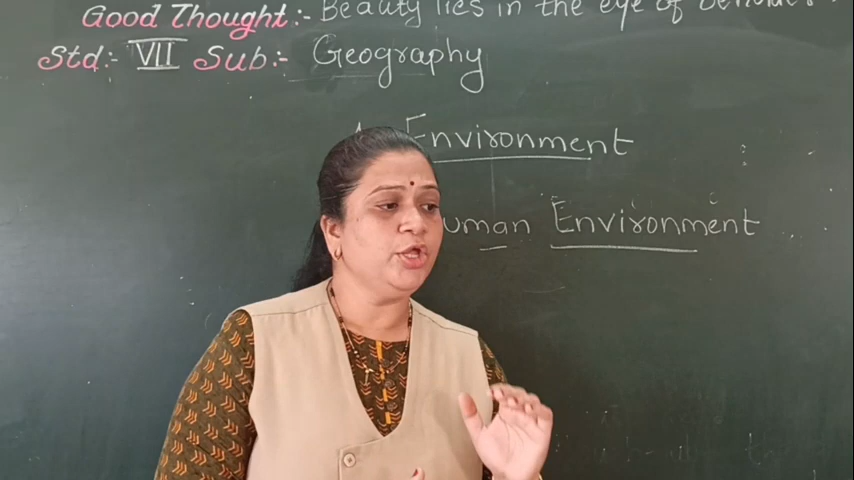 Good Thought:- Beauty lies in the eye of
Std:- VII Sub:- Geography
Environment
Environment